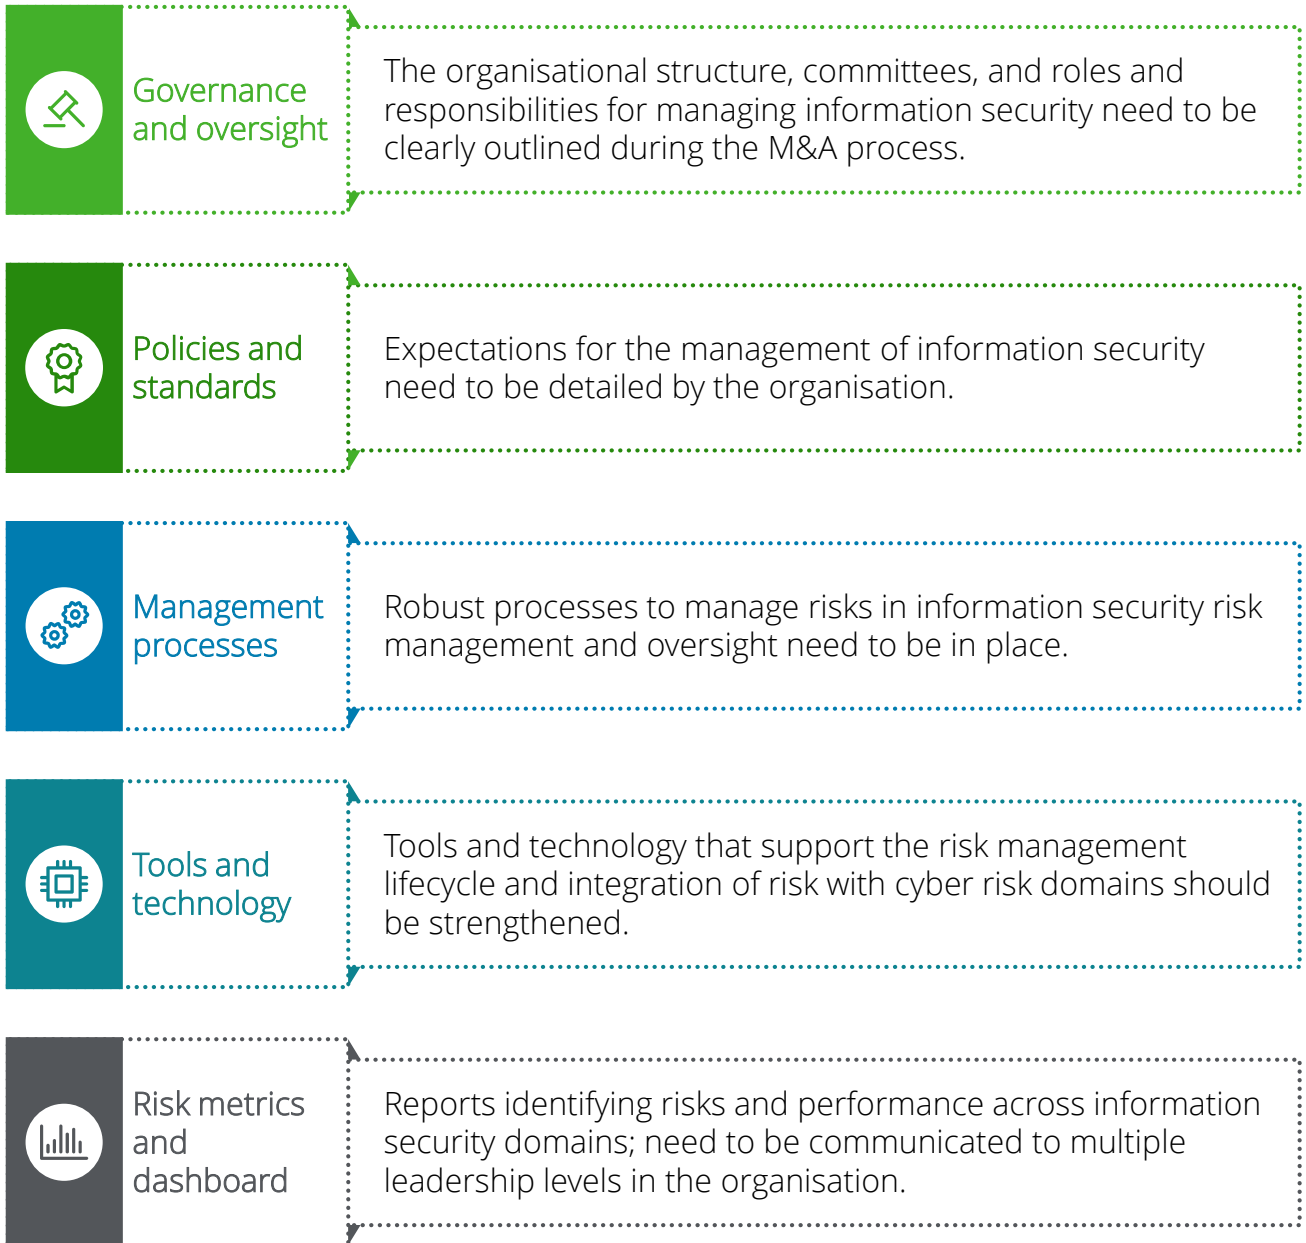 Governance
and oversight
The organisational structure, committees, and roles and
responsibilities for managing information security need to be
clearly outlined during the M&A process.
Policies and
standards
Expectations for the management of information security
need to be detailed by the organisation.
Management
processes
Robust processes to manage risks in information security risk
management and oversight need to be in place.
Tools and
technology
Tools and technology that support the risk management
lifecycle and integration of risk with cyber risk domains should
be strengthened.
Risk metrics
and
dashboard
Reports identifying risks and performance across information
security domains; need to be communicated to multiple
leadership levels in the organisation.